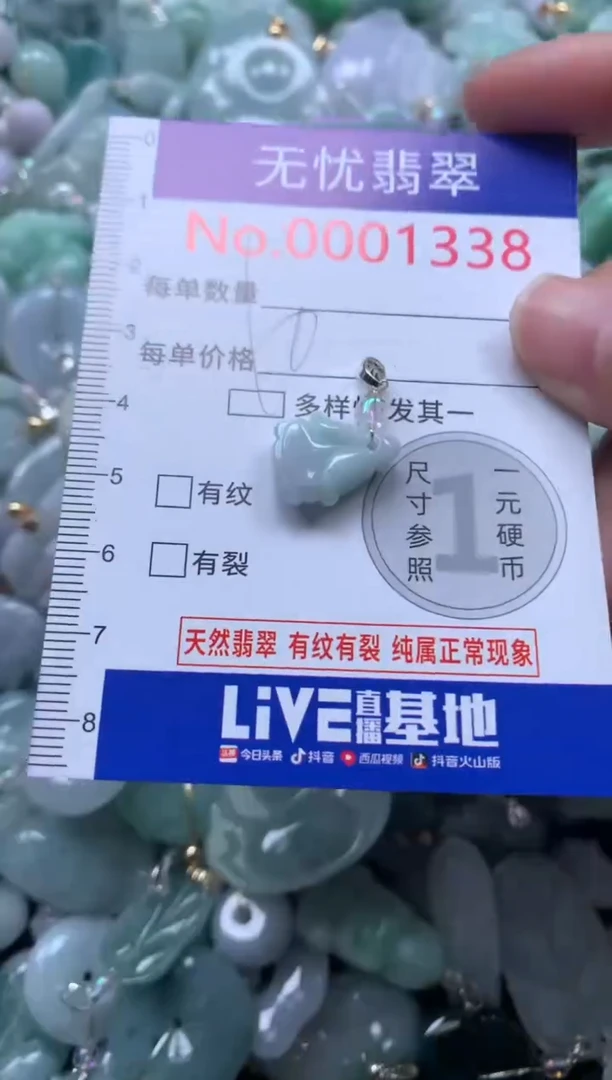 无忧翡翠
No.0001338
每单数量
每单价格
多样 发其一
有纹
有裂
尺寸参照
1
一元硬币
天然翡翠 有纹有裂 纯属正常现象
LiVE直播基地
头条 今日头条 抖音 西瓜视频 抖音火山版
0
1
2
3
4
5
6
7
8